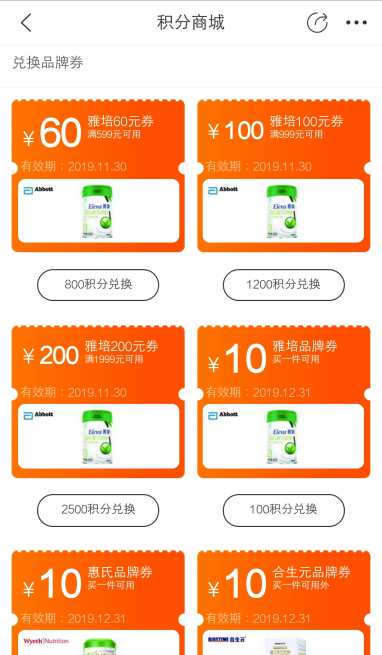 积分商城
兑换品牌券
¥60 雅培60元券
满599元可用
有效期：2019.11.30
Abbott
Eleva 菁智
800积分兑换
¥100 雅培100元券
满999元可用
有效期：2019.11.30
Abbott
Eleva 菁智
1200积分兑换
¥200 雅培200元券
满1999元可用
有效期：2019.11.30
Abbott
Eleva 菁智
2500积分兑换
¥10 雅培品牌券
买一件可用
有效期：2019.12.31
Abbott
Eleva 菁智
100积分兑换
¥10 惠氏品牌券
买一件可用
有效期：2019.12.31
Wyeth Nutrition
¥10 合生元品牌券
买一件可用外
有效期：2019.12.31
BIOSTIME 合生元